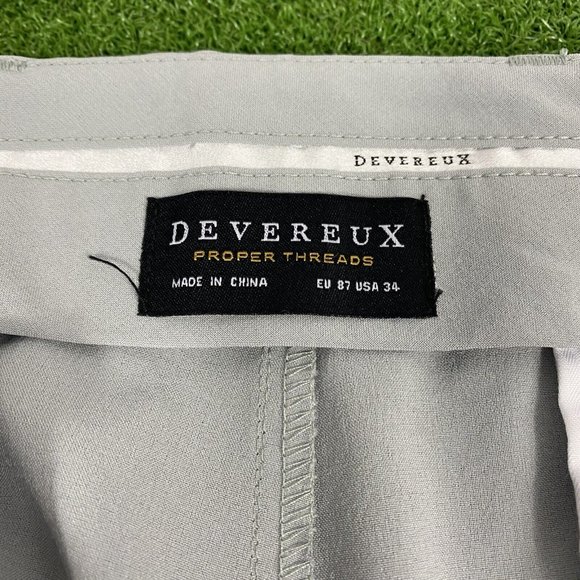 DEVEREUX
DEVEREUX
PROPER THREADS
MADE IN CHINA EU 87 USA 34